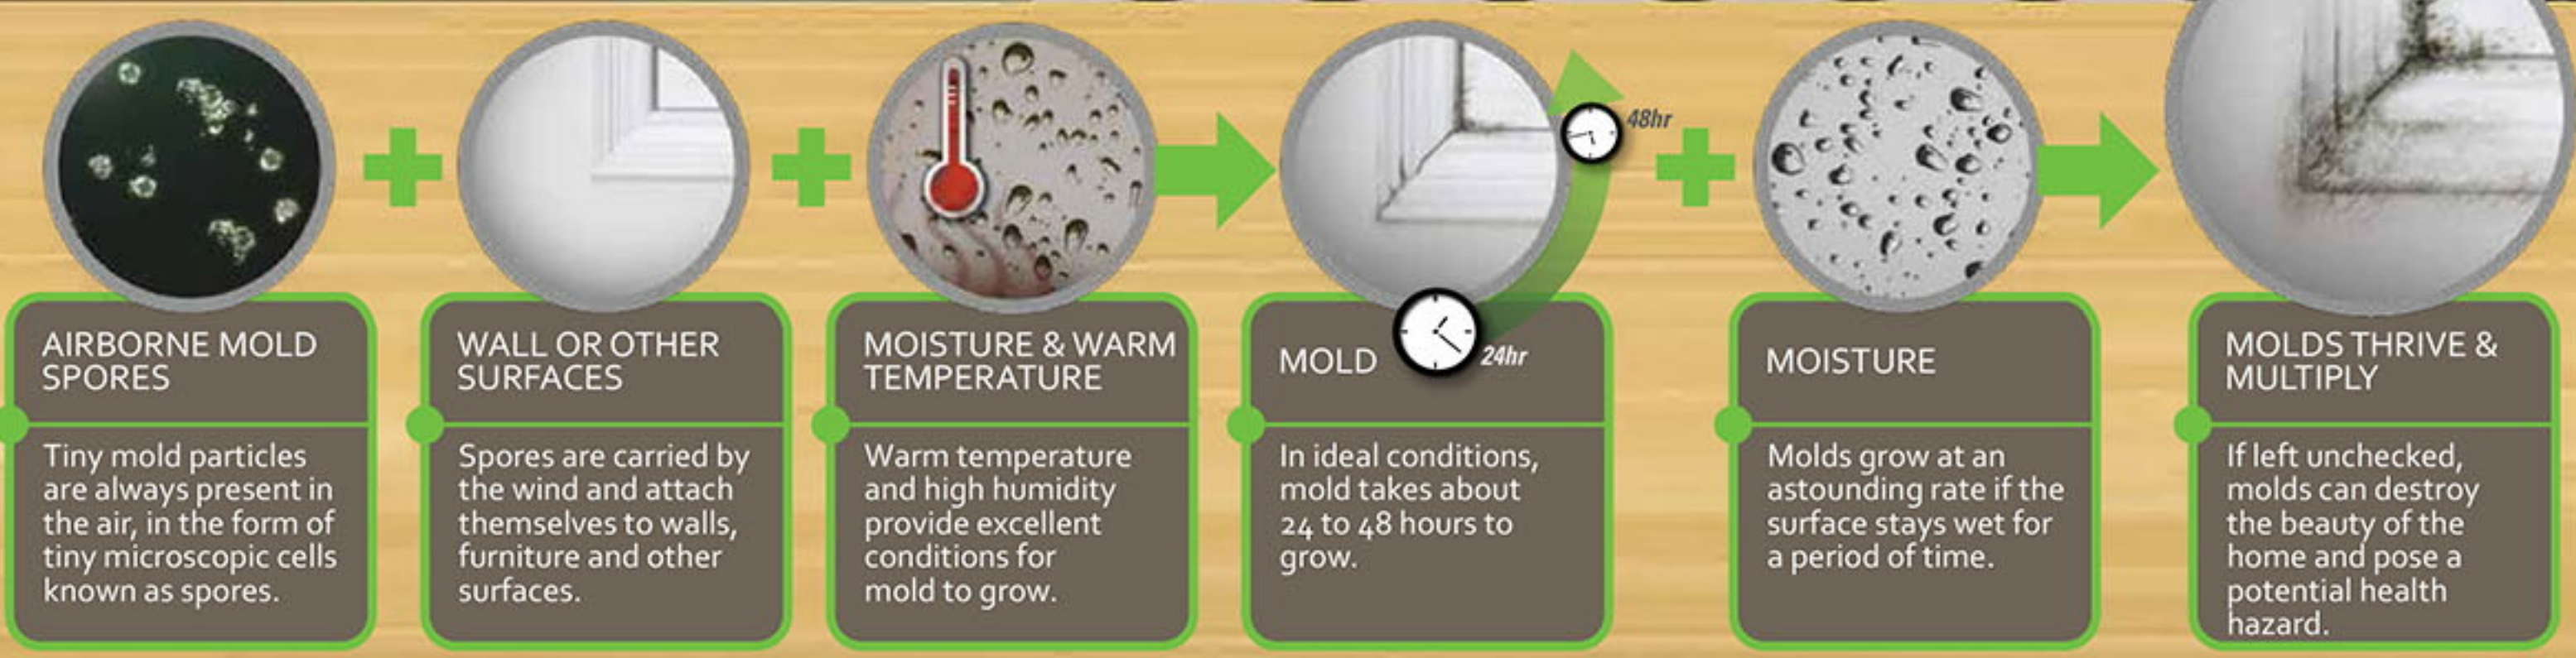 48hr
AIRBORNE MOLD
SPORES
Tiny mold particles
are always present in
the air, in the form of
tiny microscopic cells
known as spores.
WALL OR OTHER
SURFACES
Spores are carried by
the wind and attach
themselves to walls,
furniture and other
surfaces.
MOISTURE & WARM
TEMPERATURE
Warm temperature
and high humidity
provide excellent
conditions for
mold to grow.
MOLD
24hr
In ideal conditions,
mold takes about
24 to 48 hours to
grow.
MOISTURE
Molds grow at an
astounding rate if the
surface stays wet for
a period of time.
MOLDS THRIVE &
MULTIPLY
If left unchecked,
molds can destroy
the beauty of the
home and pose a
potential health
hazard.